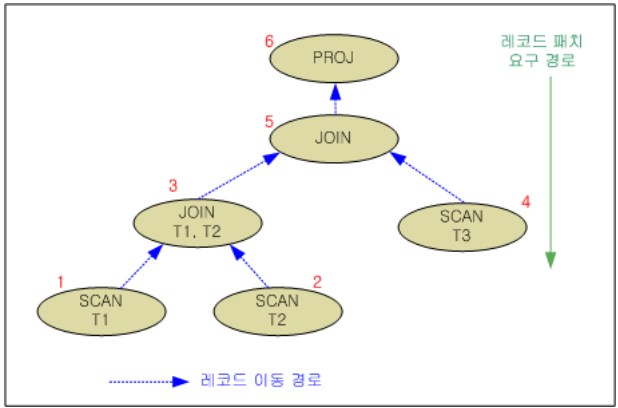 6
PROJ
레코드 패치
요구 경로
5
JOIN
3
JOIN
T1, T2
4
SCAN
T3
1
SCAN
T1
2
SCAN
T2
레코드 이동 경로